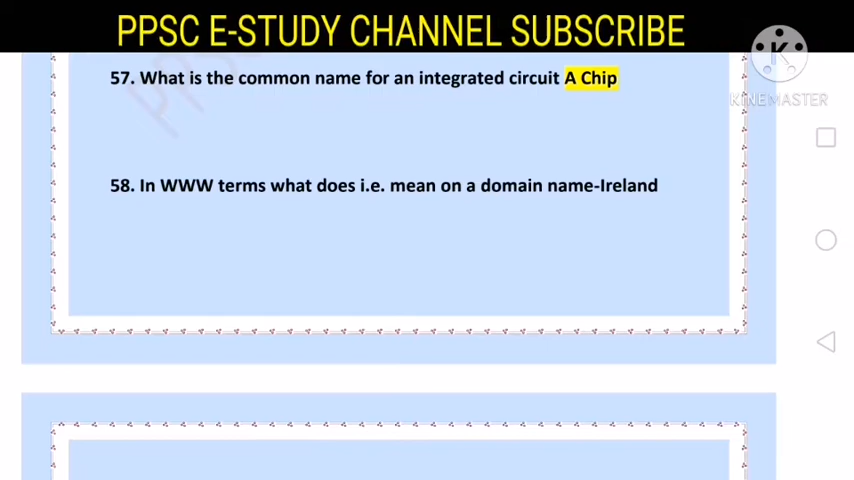 PPSC E-STUDY CHANNEL SUBSCRIBE
57. What is the common name for an integrated circuit A Chip
KINEMASTER
58. In WWW terms what does i.e. mean on a domain name-Ireland